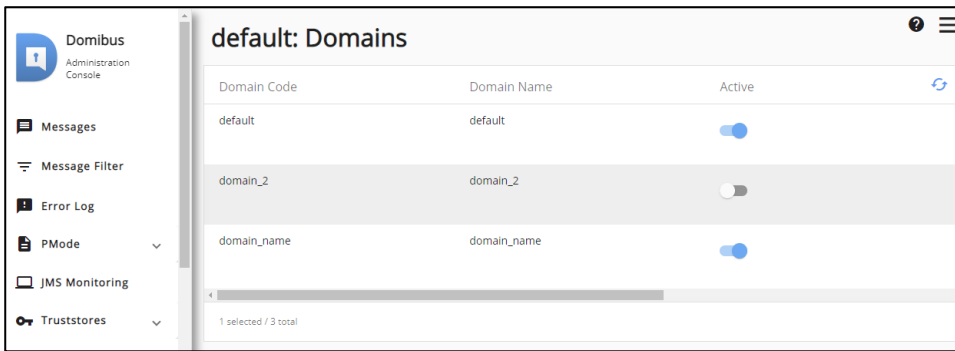 Domibus
Administration
Console
Messages
Message Filter
Error Log
PMode
JMS Monitoring
Truststores
default: Domains
Domain Code Domain Name Active
default default
domain_2 domain_2
domain_name domain_name
1 selected / 3 total